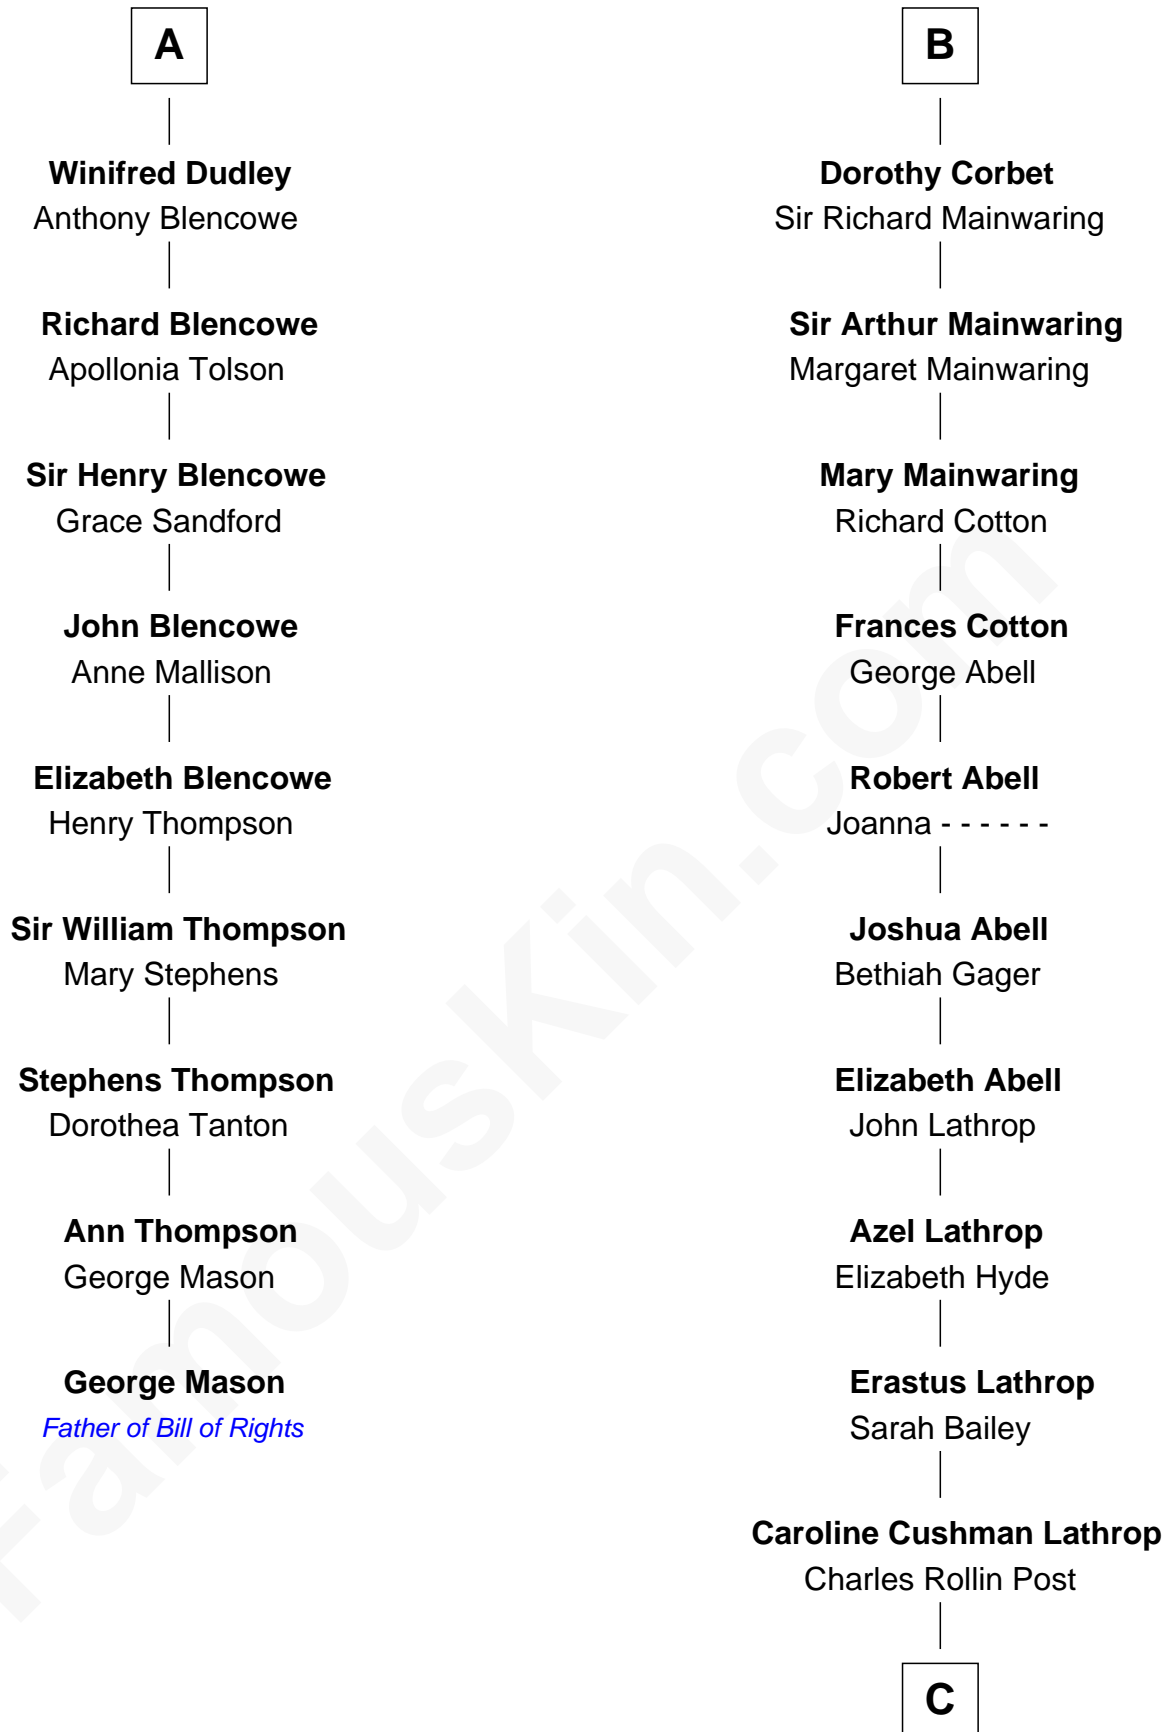 A
Winifred Dudley
Anthony Blencowe
Richard Blencowe
Apollonia Tolson
Sir Henry Blencowe
Grace Sandford
John Blencowe
Anne Mallison
Elizabeth Blencowe
Henry Thompson
Sir William Thompson
Mary Stephens
Stephens Thompson
Dorothea Tanton
Ann Thompson
George Mason
George Mason
Father of Bill of Rights
B
Dorothy Corbet
Sir Richard Mainwaring
Sir Arthur Mainwaring
Margaret Mainwaring
Mary Mainwaring
Richard Cotton
Frances Cotton
George Abell
Robert Abell
Joanna - - - - - -
Joshua Abell
Bethiah Gager
Elizabeth Abell
John Lathrop
Azel Lathrop
Elizabeth Hyde
Erastus Lathrop
Sarah Bailey
Caroline Cushman Lathrop
Charles Rollin Post
C
FamousKin.com